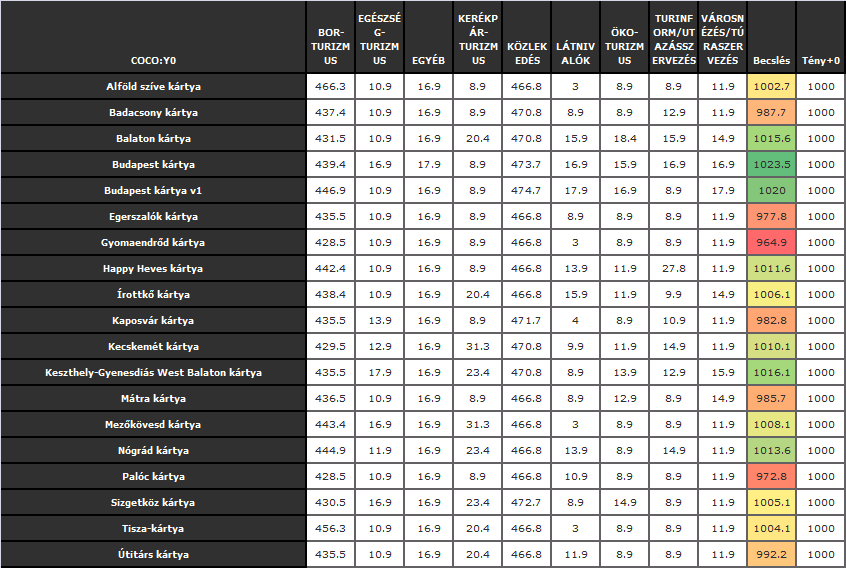 COCO:Y0 BOR-TURIZMUS EGÉSZSÉG-TURIZMUS EGYÉB KERÉKPÁR-TURIZMUS KÖZLEKEDÉS LÁTNIVALÓK ÖKO-TURIZMUS TURINFORM/UTAZÁSSZERVEZÉS VÁROSNÉZÉS/TÚRASZERVEZÉS Becslés Tény+0
Alföld szíve kártya 466.3 10.9 16.9 8.9 466.8 3 8.9 8.9 11.9 1002.7 1000
Badacsony kártya 437.4 10.9 16.9 8.9 470.8 8.9 8.9 12.9 11.9 987.7 1000
Balaton kártya 431.5 10.9 16.9 20.4 470.8 15.9 18.4 15.9 14.9 1015.6 1000
Budapest kártya 439.4 16.9 17.9 8.9 473.7 16.9 15.9 16.9 16.9 1023.5 1000
Budapest kártya v1 446.9 10.9 16.9 8.9 474.7 17.9 16.9 8.9 17.9 1020 1000
Egerszalók kártya 435.5 10.9 16.9 8.9 466.8 8.9 8.9 8.9 11.9 977.8 1000
Gyomaendrőd kártya 428.5 10.9 16.9 8.9 466.8 3 8.9 8.9 11.9 964.9 1000
Happy Heves kártya 442.4 10.9 16.9 8.9 466.8 13.9 11.9 27.8 11.9 1011.6 1000
Írottkő kártya 438.4 10.9 16.9 20.4 466.8 15.9 11.9 9.9 14.9 1006.1 1000
Kaposvár kártya 435.5 13.9 16.9 8.9 471.7 4 8.9 10.9 11.9 982.8 1000
Kecskemét kártya 429.5 12.9 16.9 31.3 470.8 9.9 11.9 14.9 11.9 1010.1 1000
Keszthely-Gyenesdiás West Balaton kártya 435.5 17.9 16.9 23.4 470.8 8.9 13.9 12.9 15.9 1016.1 1000
Mátra kártya 436.5 10.9 16.9 8.9 466.8 8.9 12.9 8.9 14.9 985.7 1000
Mezőkövesd kártya 443.4 16.9 16.9 31.3 466.8 3 8.9 8.9 11.9 1008.1 1000
Nógrád kártya 444.9 11.9 16.9 23.4 466.8 13.9 8.9 14.9 11.9 1013.6 1000
Palóc kártya 428.5 10.9 16.9 8.9 466.8 10.9 8.9 8.9 11.9 972.8 1000
Sizgetköz kártya 430.5 16.9 16.9 23.4 472.7 8.9 14.9 8.9 11.9 1005.1 1000
Tisza-kártya 456.3 10.9 16.9 20.4 466.8 3 8.9 8.9 11.9 1004.1 1000
Útitárs kártya 435.5 10.9 16.9 20.4 466.8 11.9 8.9 8.9 11.9 992.2 1000